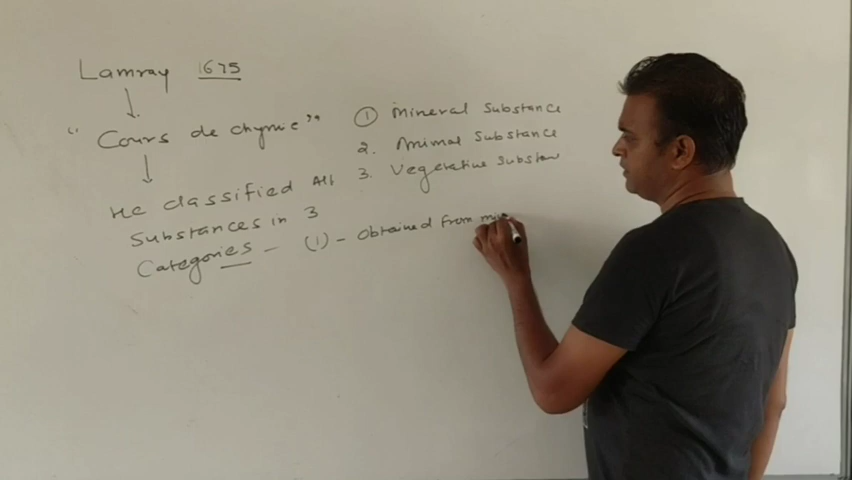 Lamray 1675
"Cours de chymie"
He classified All
Substances in 3
Categories - (1) - Obtained from
① Mineral Substance
2. Animal Substance
3. Vegetative Substan